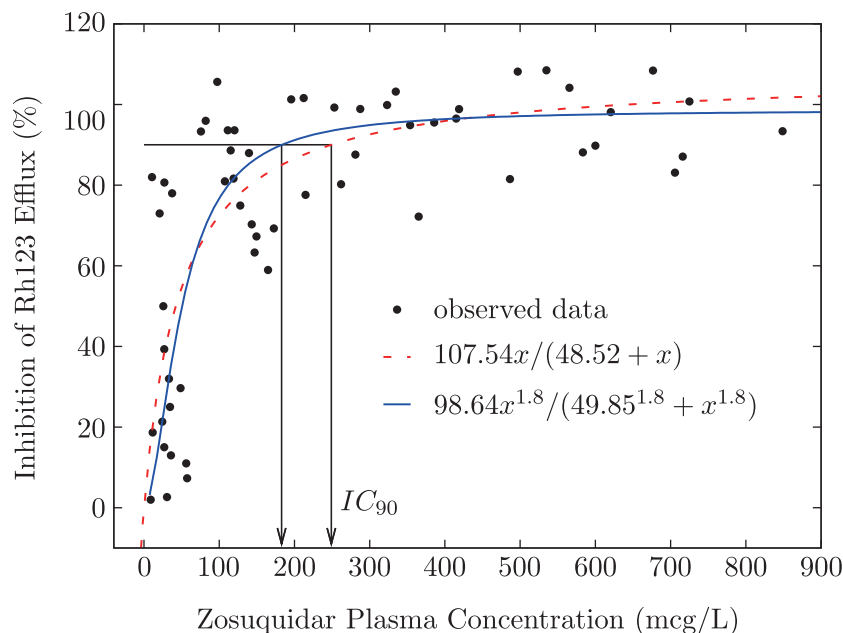 120
100
80
60
40
20
0
Inhibition of Rh123 Efflux (%)
observed data
107.54x/(48.52 + x)
98.64x^{1.8}/(49.85^{1.8} + x^{1.8})
IC_{90}
0 100 200 300 400 500 600 700 800 900
Zosuquidar Plasma Concentration (mcg/L)